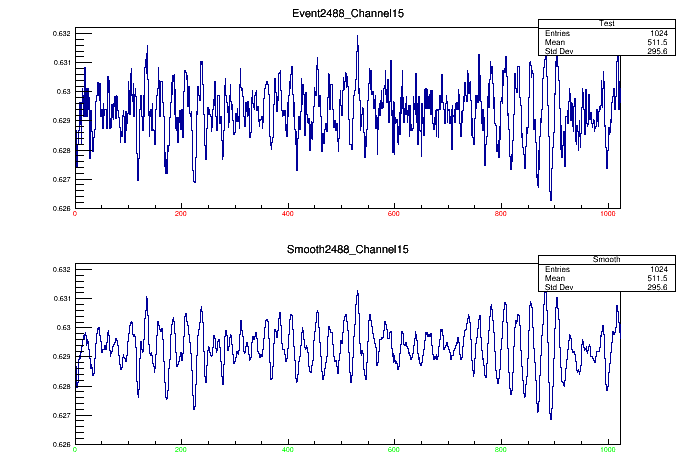 Event2488_Channel15
Test
Entries 1024
Mean 511.5
Std Dev 295.6
0.632
0.631
0.63
0.629
0.628
0.627
0.626
0 200 400 600 800 1000
Smooth2488_Channel15
Smooth
Entries 1024
Mean 511.5
Std Dev 295.6
0.632
0.631
0.63
0.629
0.628
0.627
0.626
0 200 400 600 800 1000